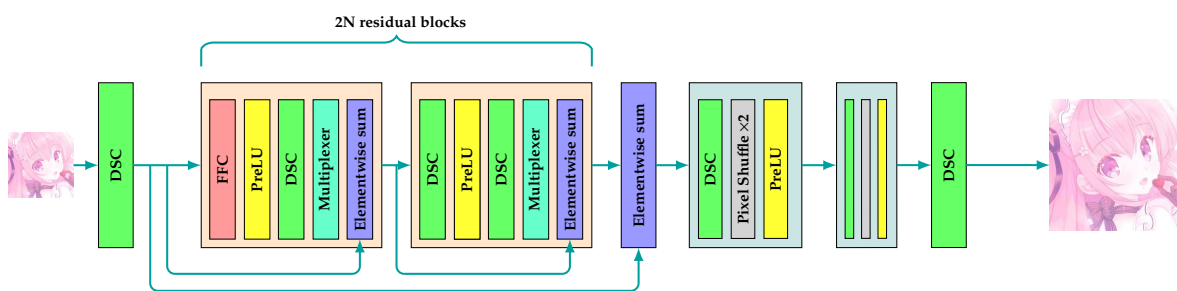 2N residual blocks
DSC
FFC
PreLU
DSC
Multiplexer
Elementwise sum
DSC
PreLU
DSC
Multiplexer
Elementwise sum
Elementwise sum
DSC
Pixel Shuffle ×2
PreLU
DSC